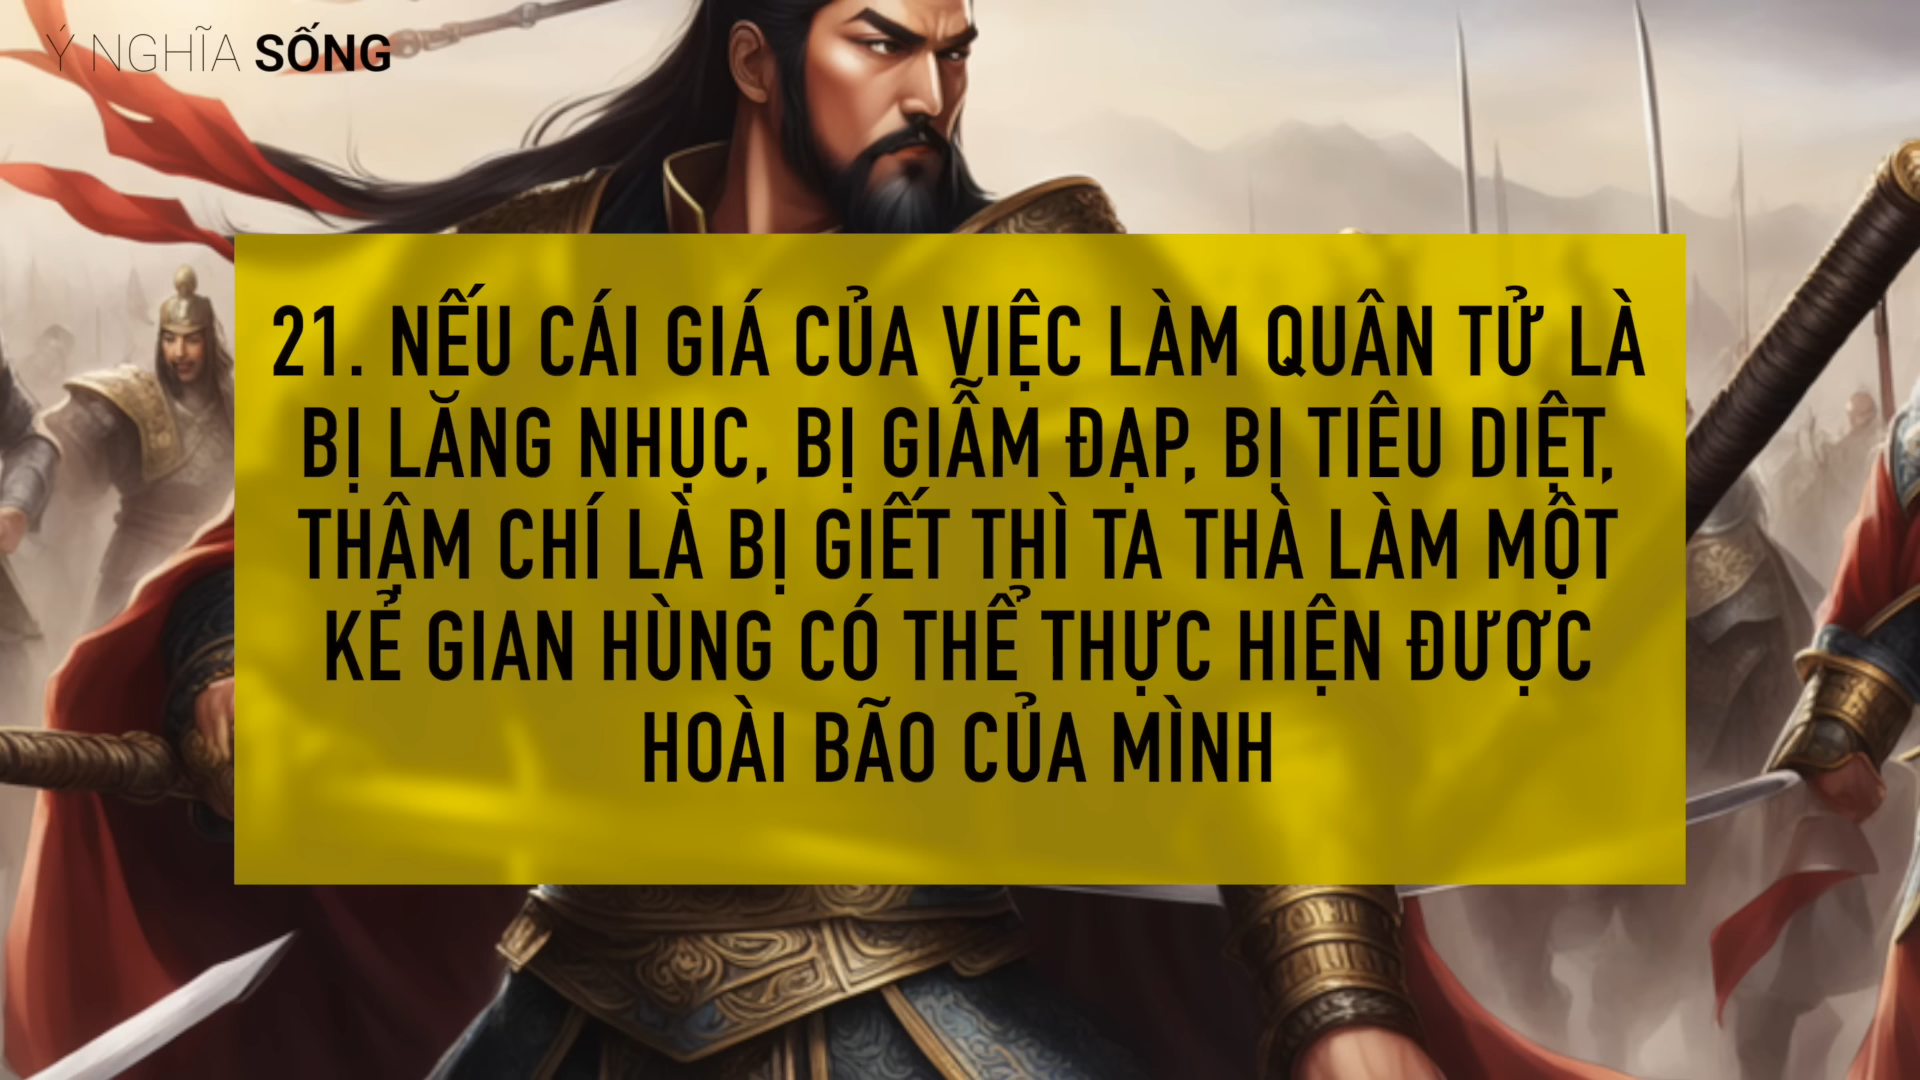 Ý NGHĨA SỐNG
21. NẾU CÁI GIÁ CỦA VIỆC LÀM QUÂN TỬ LÀ
BỊ LĂNG NHỤC, BỊ GIẪM ĐẠP, BỊ TIÊU DIỆT,
THẬM CHÍ LÀ BỊ GIẾT THÌ TA THÀ LÀM MỘT
KẺ GIAN HÙNG CÓ THỂ THỰC HIỆN ĐƯỢC
HOÀI BÃO CỦA MÌNH